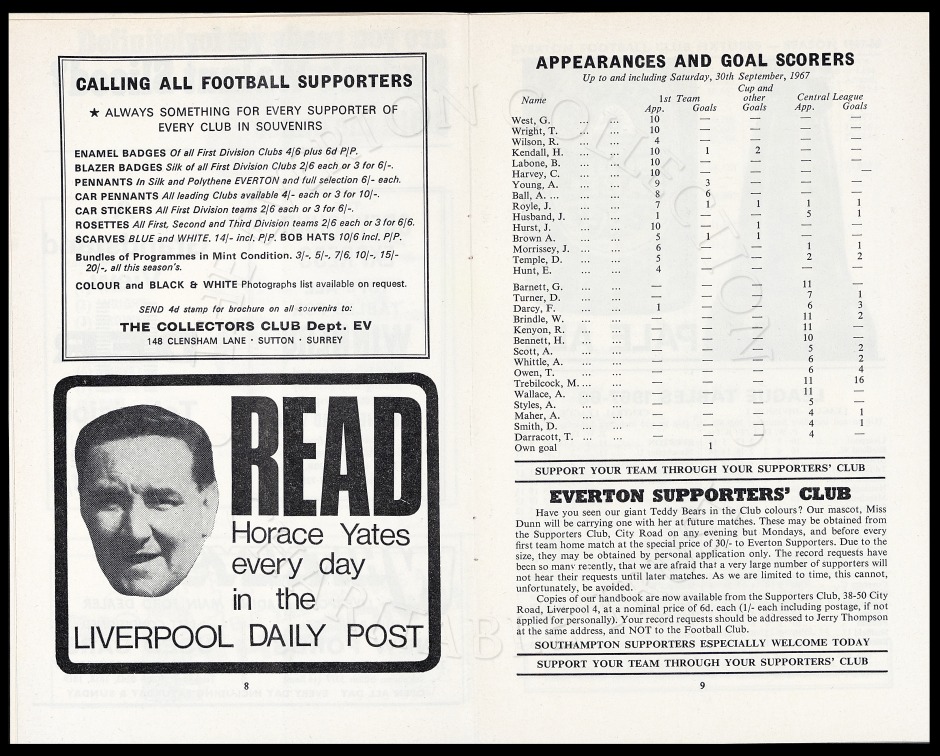 CALLING ALL FOOTBALL SUPPORTERS
★ ALWAYS SOMETHING FOR EVERY SUPPORTER OF
EVERY CLUB IN SOUVENIRS
ENAMEL BADGES Of all First Division Clubs 4/6 plus 6d P/P.
BLAZER BADGES Silk of all First Division Clubs 2/6 each or 3 for 6/-.
PENNANTS In Silk and Polythene EVERTON and full selection 6/- each.
CAR PENNANTS All leading Clubs available 4/- each or 3 for 10/-.
CAR STICKERS All First Division teams 2/6 each or 3 for 6/-.
ROSETTES All First, Second and Third Division teams 2/6 each or 3 for 6/6.
SCARVES BLUE and WHITE. 14/- incl. P/P. BOB HATS 10/6 incl. P/P.
Bundles of Programmes in Mint Condition. 3/-, 5/-, 7/6, 10/-, 15/-
20/-, all this season's.
COLOUR and BLACK & WHITE Photographs list available on request.
SEND 4d stamp for brochure on all souvenirs to:
THE COLLECTORS CLUB Dept. EV
148 CLENSHAM LANE · SUTTON · SURREY
READ
Horace Yates
every day
in the
LIVERPOOL DAILY POST
8
APPEARANCES AND GOAL SCORERS
Up to and including Saturday, 30th September, 1967
Cup and
1st Team other Central League
Name App. Goals Goals App. Goals
West, G. ... ... 10 — — — —
Wright, T. ... ... 10 — — — —
Wilson, R. ... ... 4 — — — —
Kendall, H. ... ... 10 1 2 — —
Labone, B. ... ... 10 — — — —
Harvey, C. ... ... 10 — — — —
Young, A. ... ... 9 3 — — —
Ball, A. ... ... ... 8 6 — — —
Royle, J. ... ... 7 1 1 1 1
Husband, J. ... ... 1 — — 5 1
Hurst, J. ... ... 10 — 1 — —
Brown A. ... ... 5 1 1 — —
Morrissey, J. ... ... 6 — — 1 1
Temple, D. ... ... 5 — — 2 2
Hunt, E. ... ... 4 — — — —
Barnett, G. ... ... — — — 11 —
Turner, D. ... ... — — — 7 1
Darcy, F. ... ... 1 — — 6 3
Brindle, W. ... ... — — — 11 2
Kenyon, R. ... ... — — — 11 —
Bennett, H. ... ... — — — 10 —
Scott, A. ... ... — — — 5 2
Whittle, A. ... ... — — — 6 2
Owen, T. ... ... — — — 6 4
Trebilcock, M. ... ... — — — 11 16
Wallace, A. ... ... — — — 11 —
Styles, A. ... ... — — — 5 —
Maher, A. ... ... — — — 4 1
Smith, D. ... ... — — — 4 1
Darracott, T. ... ... — — — 4 —
Own goal 1
SUPPORT YOUR TEAM THROUGH YOUR SUPPORTERS' CLUB
EVERTON SUPPORTERS' CLUB
Have you seen our giant Teddy Bears in the Club colours? Our mascot, Miss
Dunn will be carrying one with her at future matches. These may be obtained from
the Supporters Club, City Road on any evening but Mondays, and before every
first team home match at the special price of 30/- to Everton Supporters. Due to the
size, they may be obtained by personal application only. The record requests have
been so many recently, that we are afraid that a very large number of supporters will
not hear their requests until later matches. As we are limited to time, this cannot,
unfortunately, be avoided.
Copies of our handbook are now available from the Supporters Club, 38-50 City
Road, Liverpool 4, at a nominal price of 6d. each (1/- each including postage, if not
applied for personally). Your record requests should be addressed to Jerry Thompson
at the same address, and NOT to the Football Club.
SOUTHAMPTON SUPPORTERS ESPECIALLY WELCOME TODAY
SUPPORT YOUR TEAM THROUGH YOUR SUPPORTERS' CLUB
9